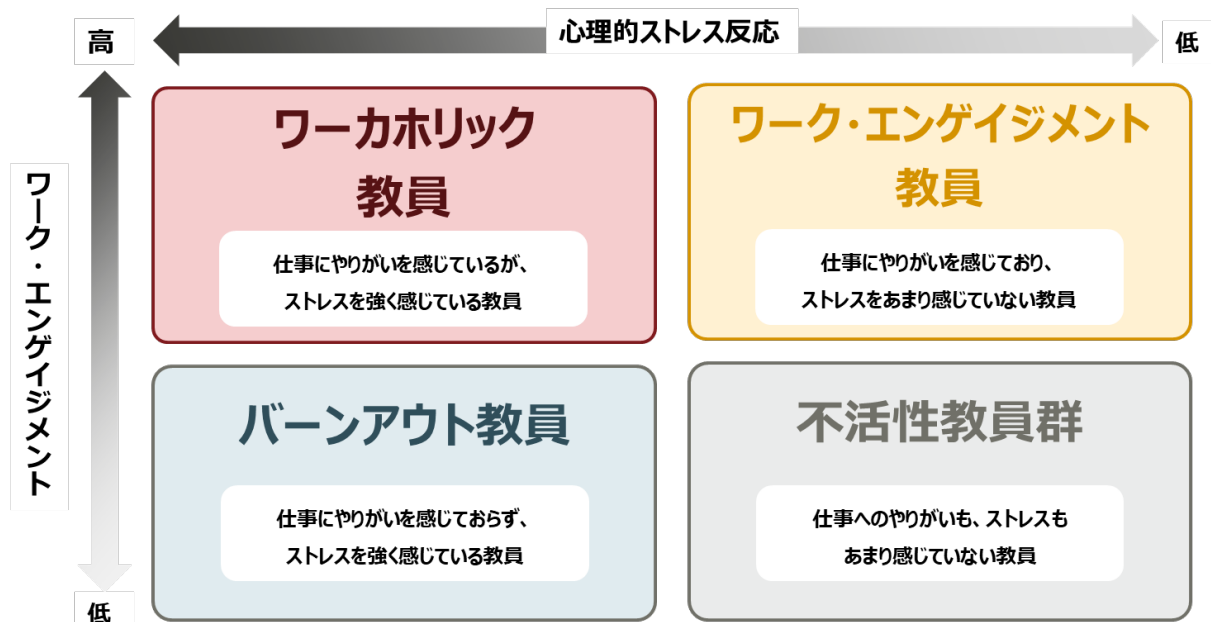 高
心理的ストレス反応
低
ワーク・エンゲイジメント
ワーカホリック
教員
仕事にやりがいを感じているが、
ストレスを強く感じている教員
ワーク・エンゲイジメント
教員
仕事にやりがいを感じており、
ストレスをあまり感じていない教員
バーンアウト教員
仕事にやりがいを感じておらず、
ストレスを強く感じている教員
不活性教員群
仕事へのやりがいも、ストレスも
あまり感じていない教員
低